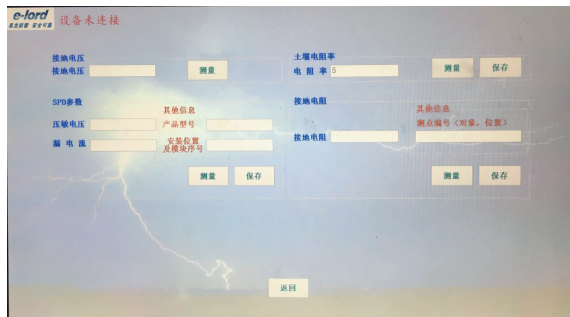 e-lord
设备未连接
接地电压
接地电压
测量
土壤电阻率
电 阻 率 5
测量 保存
SPD参数
其他信息
压敏电压
产品型号
漏 电 流
安装位置
及模块序号
测量 保存
接地电阻
其他信息
测点编号（对象，位置）
接地电阻
测量 保存
返回